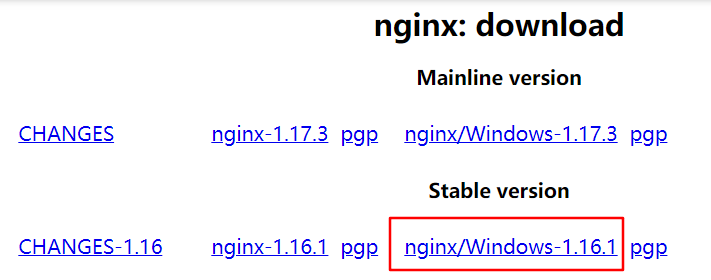 nginx: download
Mainline version
CHANGES nginx-1.17.3 pgp nginx/Windows-1.17.3 pgp
Stable version
CHANGES-1.16 nginx-1.16.1 pgp nginx/Windows-1.16.1 pgp